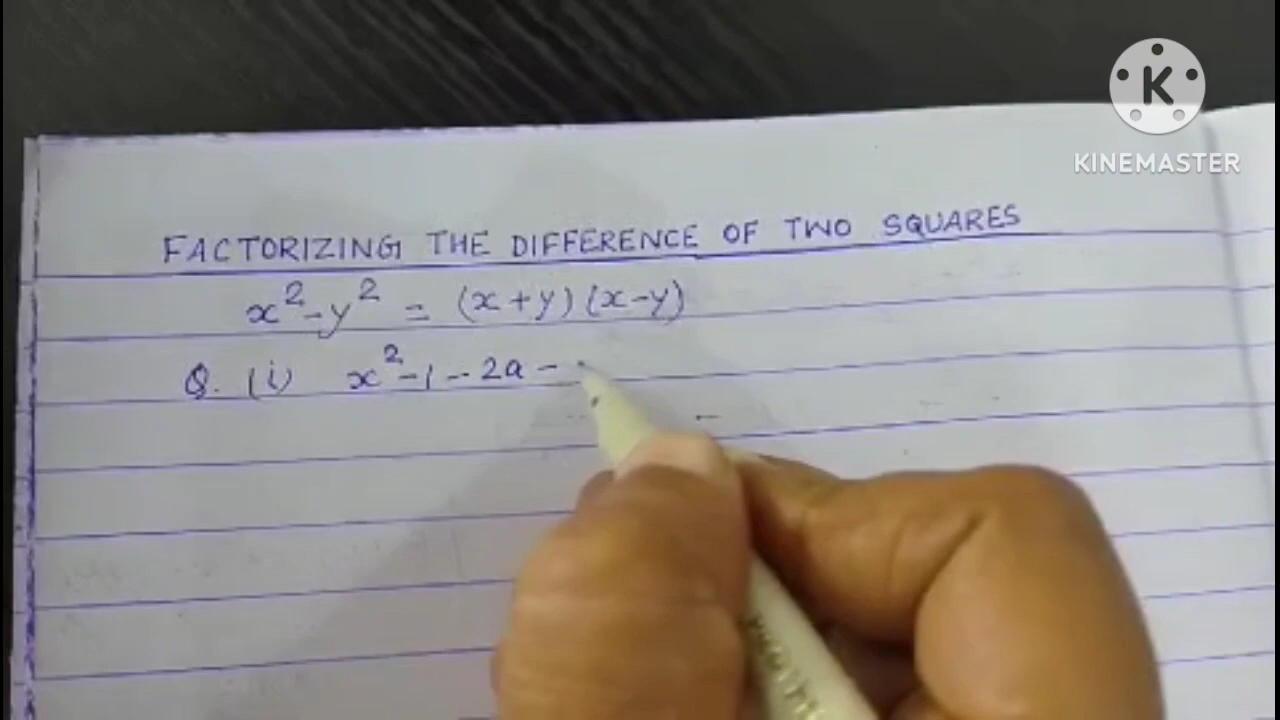 KINEMASTER
FACTORIZING THE DIFFERENCE OF TWO SQUARES
x² - y² = (x + y) (x - y)
Q. (i) x² - 1 - 2a -